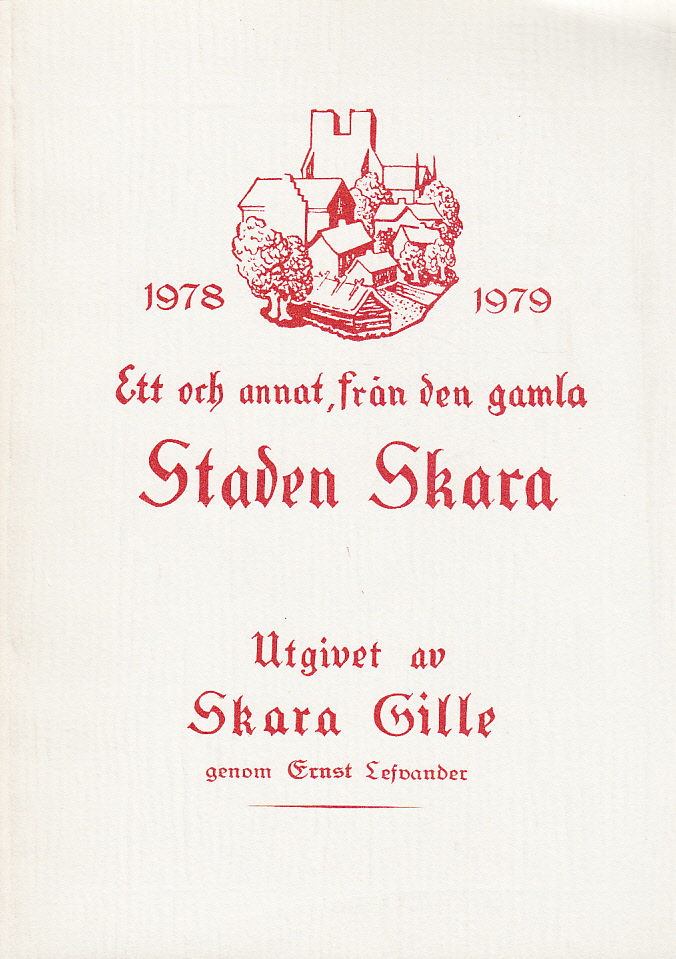 1978 1979
Ett och annat, från den gamla
Staden Skara
Utgivet av
Skara Gille
genom Ernst Lefvander